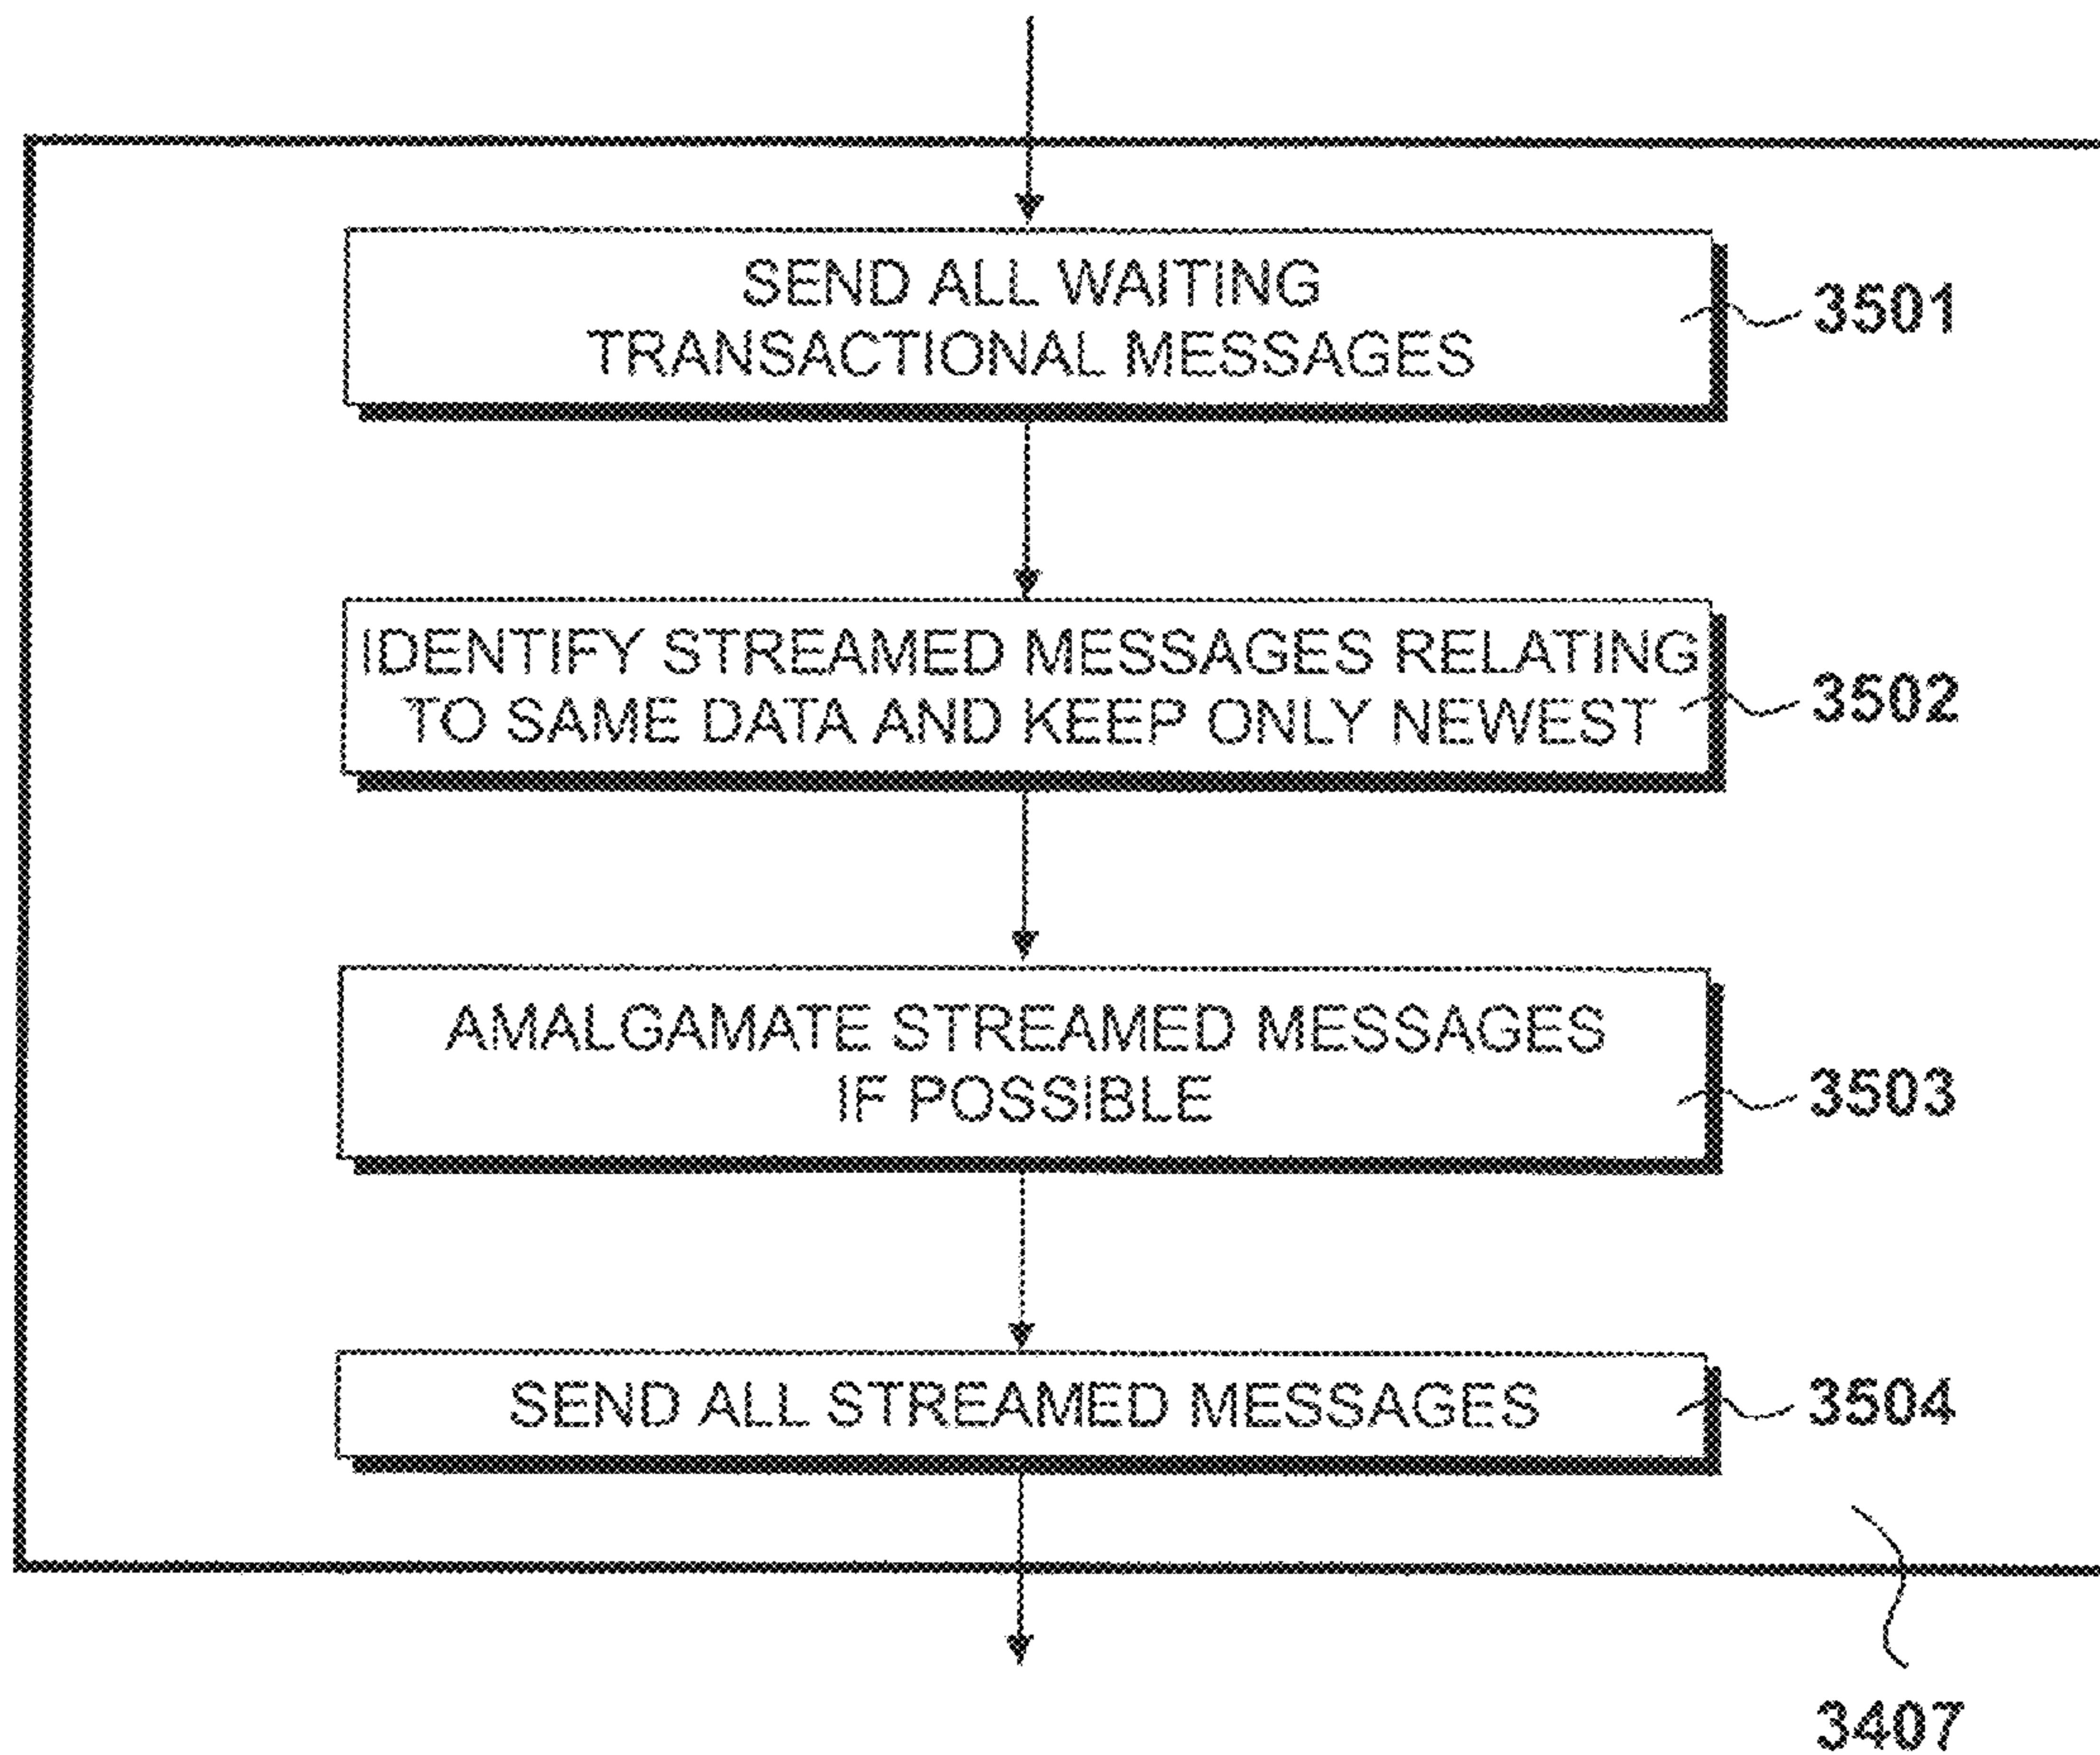 SEND ALL WAITING
TRANSACTIONAL MESSAGES
3501
IDENTIFY STREAMED MESSAGES RELATING
TO SAME DATA AND KEEP ONLY NEWEST
3502
AMALGAMATE STREAMED MESSAGES
IF POSSIBLE
3503
SEND ALL STREAMED MESSAGES
3504
3407